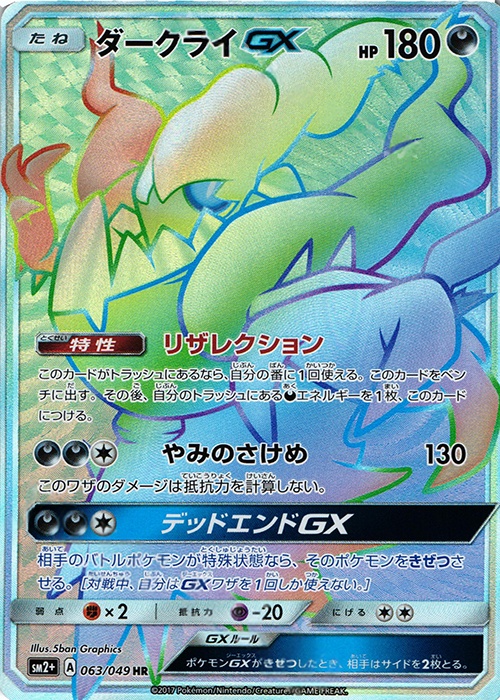 たね ダークライGX HP 180
とくせい
特性 リザレクション
このカードがトラッシュにあるなら、自分の番に1回使える。このカードをベン
チに出す。その後、自分のトラッシュにあるエネルギーを1枚、このカード
につける。
やみのさけめ 130
このワザのダメージは抵抗力を計算しない。
デッドエンドGX
相手のバトルポケモンが特殊状態なら、そのポケモンをきぜつ
させる。[対戦中、自分はGXワザを1回しか使えない。]
弱点 ×2 抵抗力 -20 にげる
Illus.5ban Graphics
GXルール
ポケモンGXがきぜつしたとき、相手はサイドを2枚とる。
SM2+ A 063/049 HR
©2017 Pokémon/Nintendo/Creatures/GAMEFREAK.